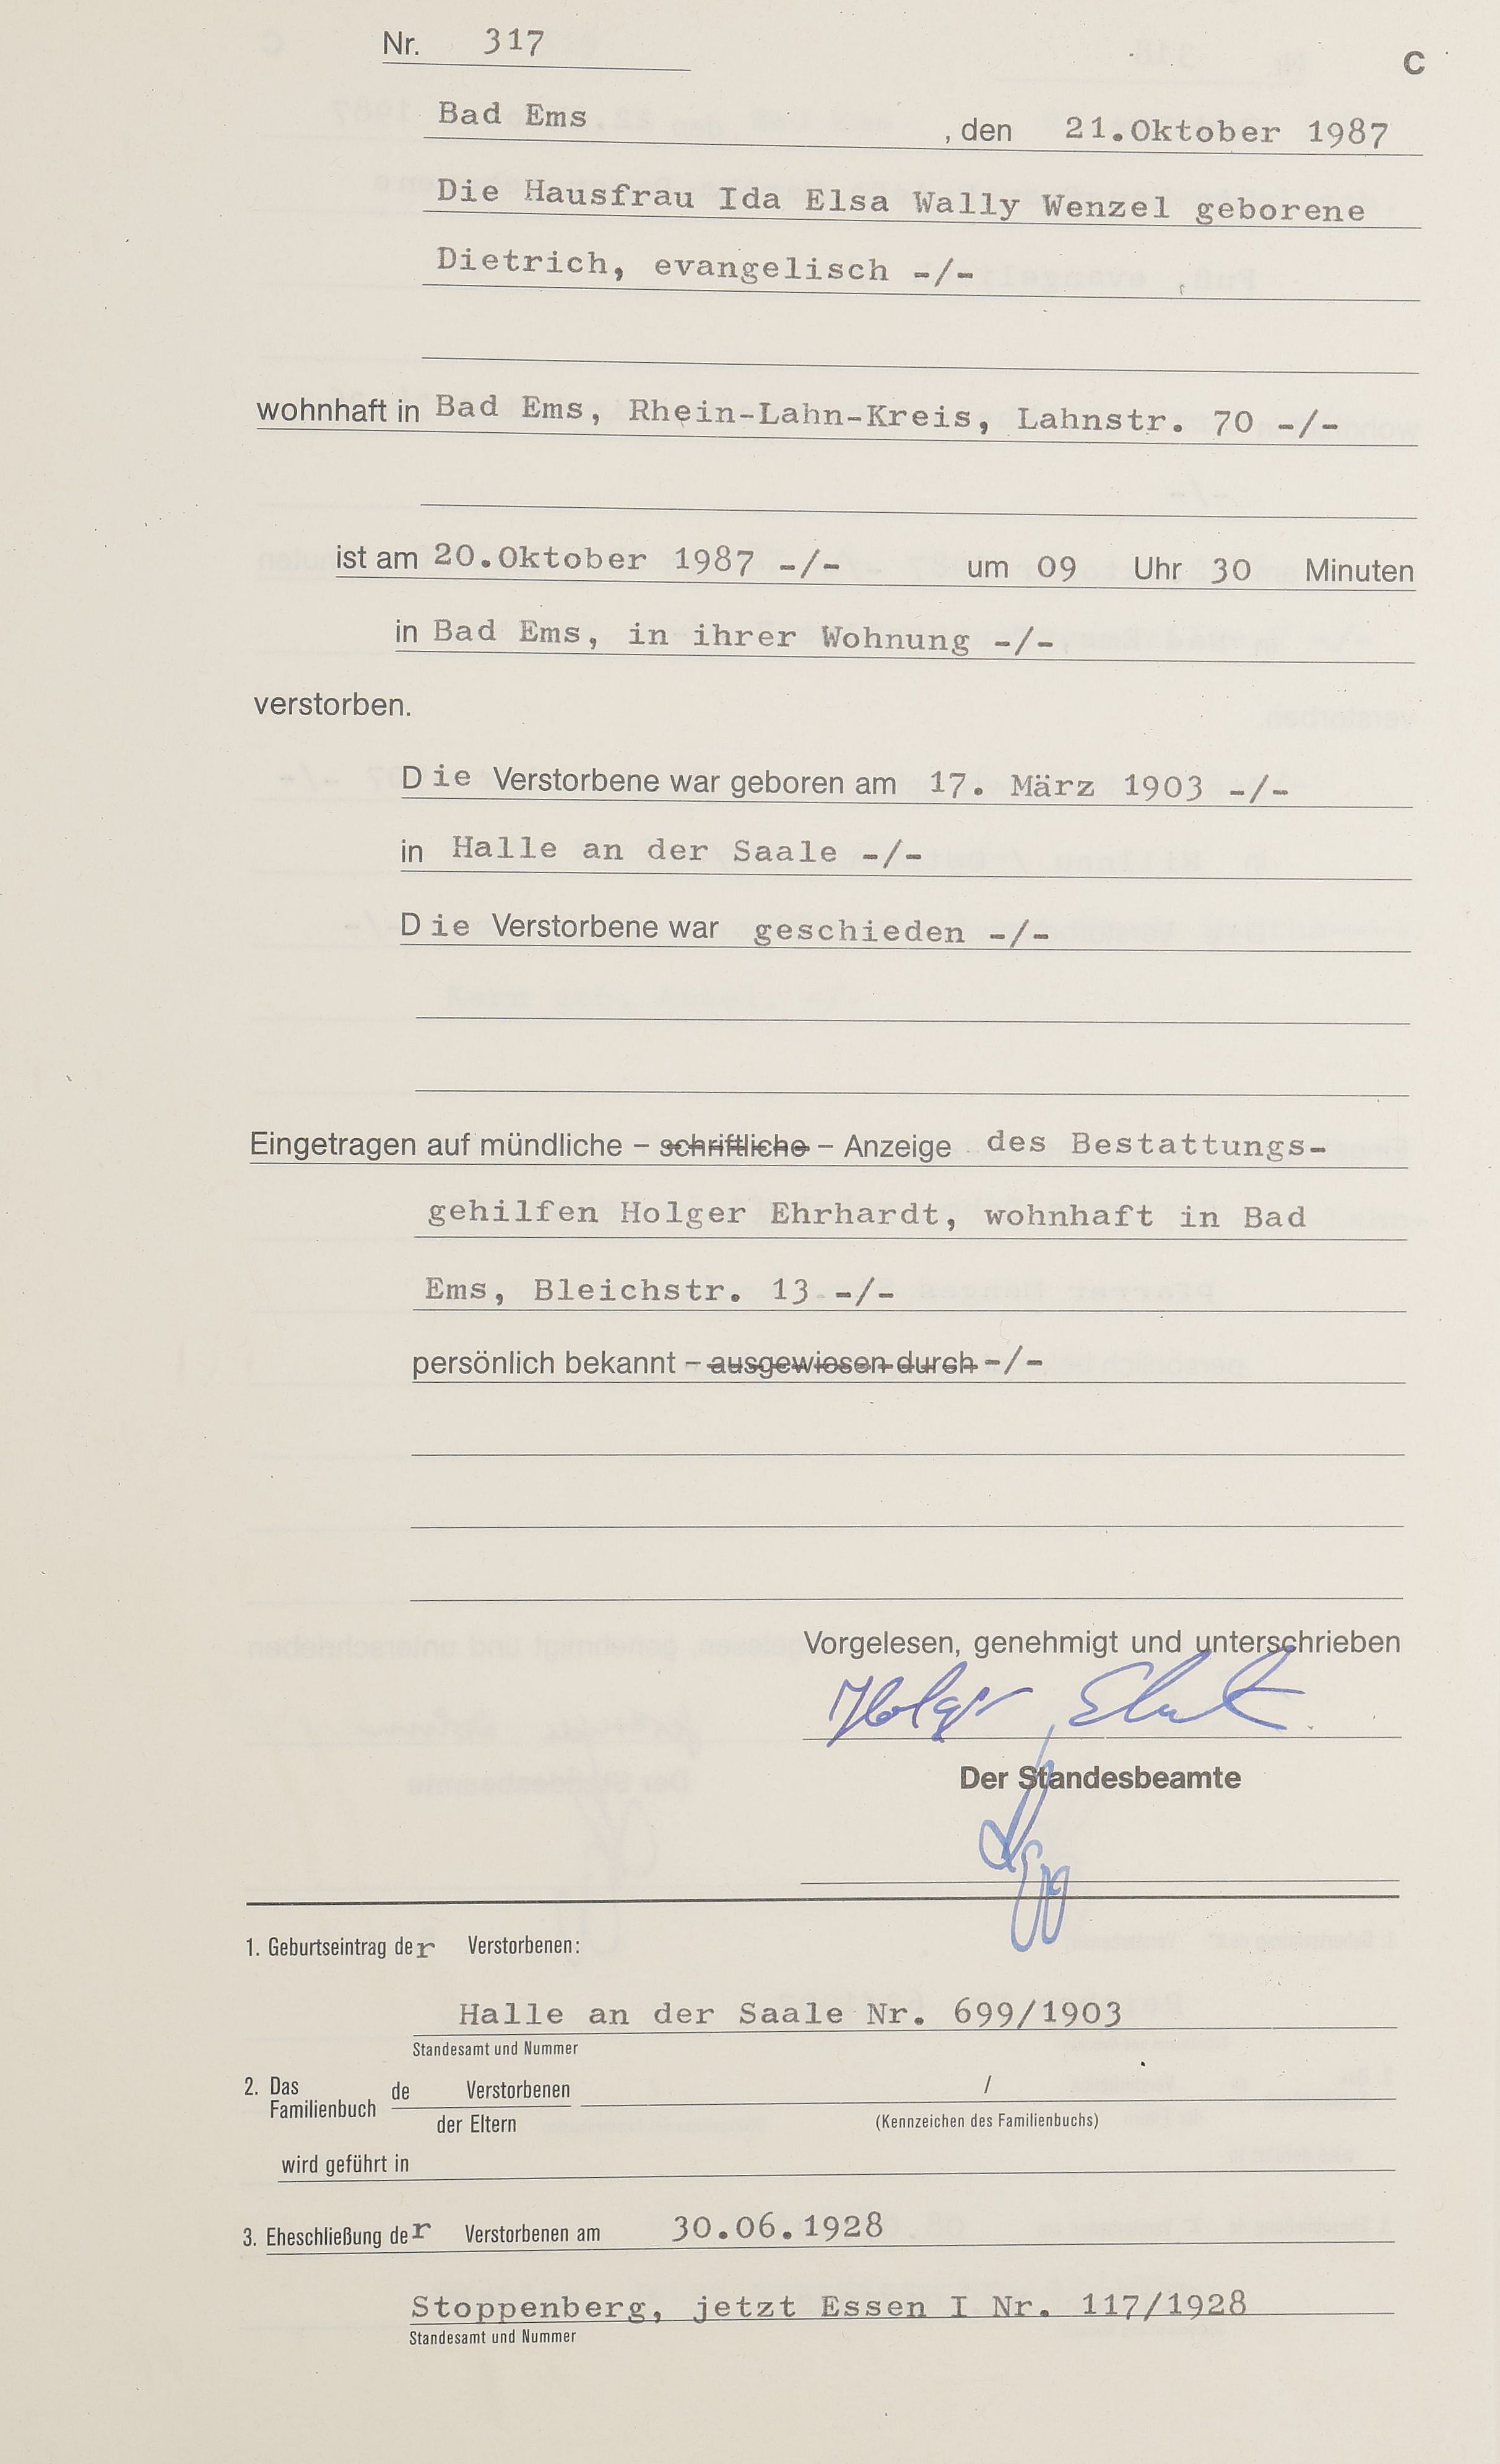 Nr. 317
C
Bad Ems , den 21.Oktober 1987
Die Hausfrau Ida Elsa Wally Wenzel geborene
Dietrich, evangelisch -/-
wohnhaft in Bad Ems, Rhein-Lahn-Kreis, Lahnstr. 70 -/-
ist am 20.Oktober 1987 -/- um 09 Uhr 30 Minuten
in Bad Ems, in ihrer Wohnung -/-
verstorben.
Die Verstorbene war geboren am 17. März 1903 -/-
in Halle an der Saale -/-
Die Verstorbene war geschieden -/-
Eingetragen auf mündliche – schriftliche – Anzeige des Bestattungs-
gehilfen Holger Ehrhardt, wohnhaft in Bad
Ems, Bleichstr. 13 -/-
persönlich bekannt – ausgewiesen durch -/-
Vorgelesen, genehmigt und unterschrieben
Holger
Der Standesbeamte
1. Geburtseintrag der Verstorbenen:
Halle an der Saale Nr. 699/1903
Standesamt und Nummer
2. Das Familienbuch de Verstorbenen /
der Eltern (Kennzeichen des Familienbuchs)
wird geführt in
3. Eheschließung der Verstorbenen am 30.06.1928
Stoppenberg, jetzt Essen I Nr. 117/1928
Standesamt und Nummer